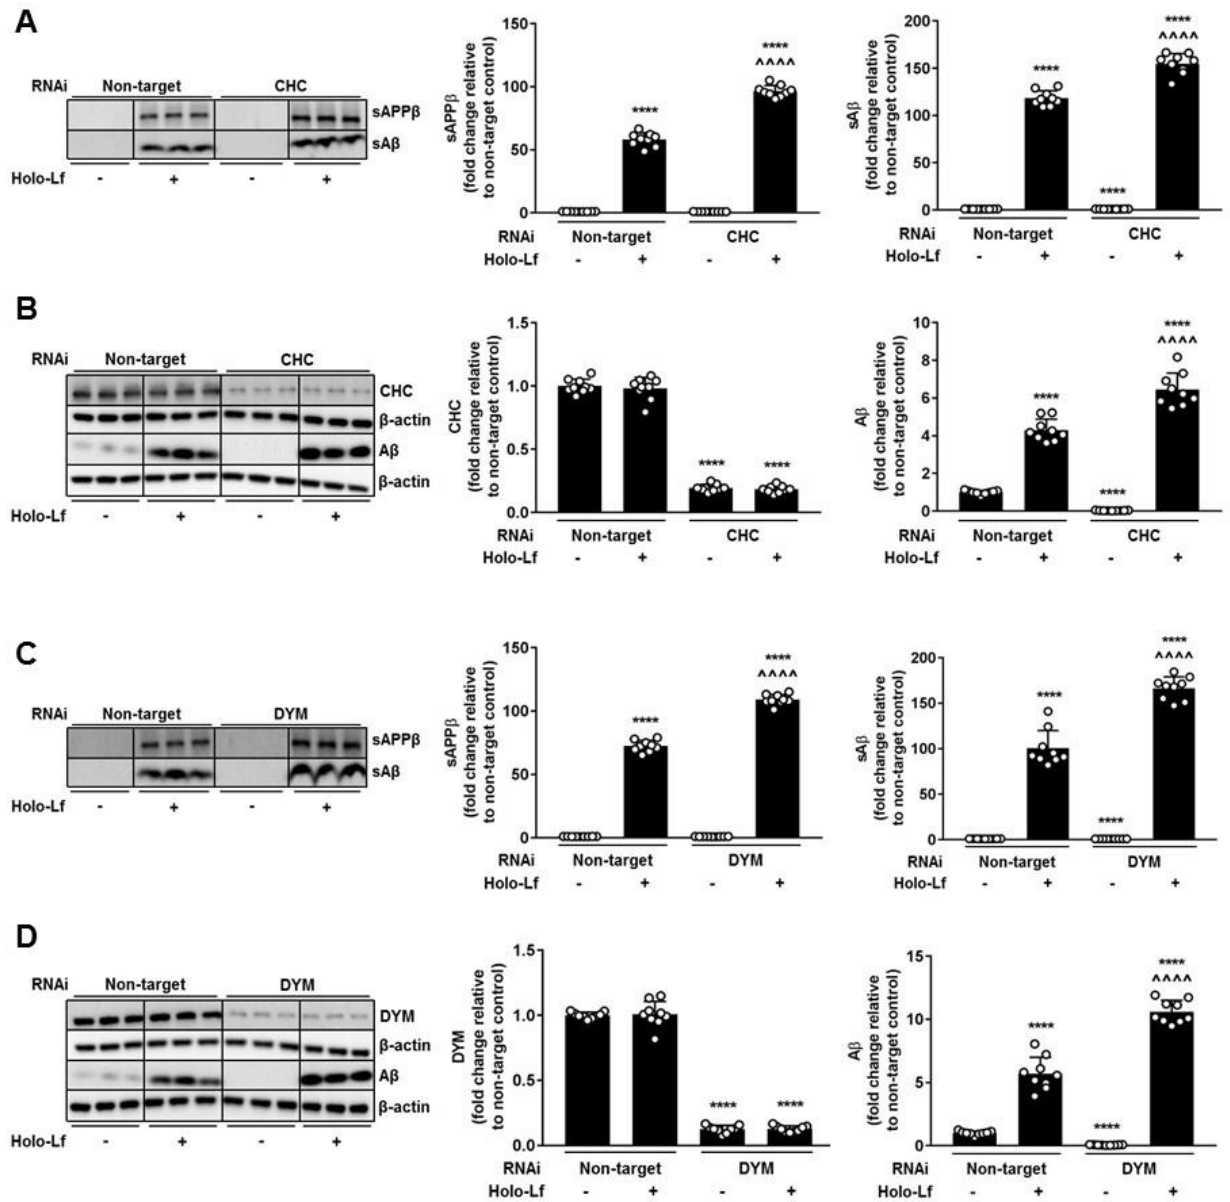 A
RNAi Non-target CHC
sAPPβ
sAβ
Holo-Lf - + - +
sAPPβ
(fold change relative
to non-target control)
150
100
50
0
****
****
^^^^
RNAi Non-target CHC
Holo-Lf - + - +
sAβ
(fold change relative
to non-target control)
200
150
100
50
0
****
****
****
^^^^
RNAi Non-target CHC
Holo-Lf - + - +
B
RNAi Non-target CHC
CHC
β-actin
Aβ
β-actin
Holo-Lf - + - +
CHC
(fold change relative
to non-target control)
1.5
1.0
0.5
0.0
**** ****
RNAi Non-target CHC
Holo-Lf - + - +
Aβ
(fold change relative
to non-target control)
10
8
6
4
2
0
****
****
****
^^^^
RNAi Non-target CHC
Holo-Lf - + - +
C
RNAi Non-target DYM
sAPPβ
sAβ
Holo-Lf - + - +
sAPPβ
(fold change relative
to non-target control)
150
100
50
0
****
****
^^^^
RNAi Non-target DYM
Holo-Lf - + - +
sAβ
(fold change relative
to non-target control)
200
150
100
50
0
****
****
****
^^^^
RNAi Non-target DYM
Holo-Lf - + - +
D
RNAi Non-target DYM
DYM
β-actin
Aβ
β-actin
Holo-Lf - + - +
DYM
(fold change relative
to non-target control)
1.5
1.0
0.5
0.0
**** ****
RNAi Non-target DYM
Holo-Lf - + - +
Aβ
(fold change relative
to non-target control)
15
10
5
0
****
****
****
^^^^
RNAi Non-target DYM
Holo-Lf - + - +